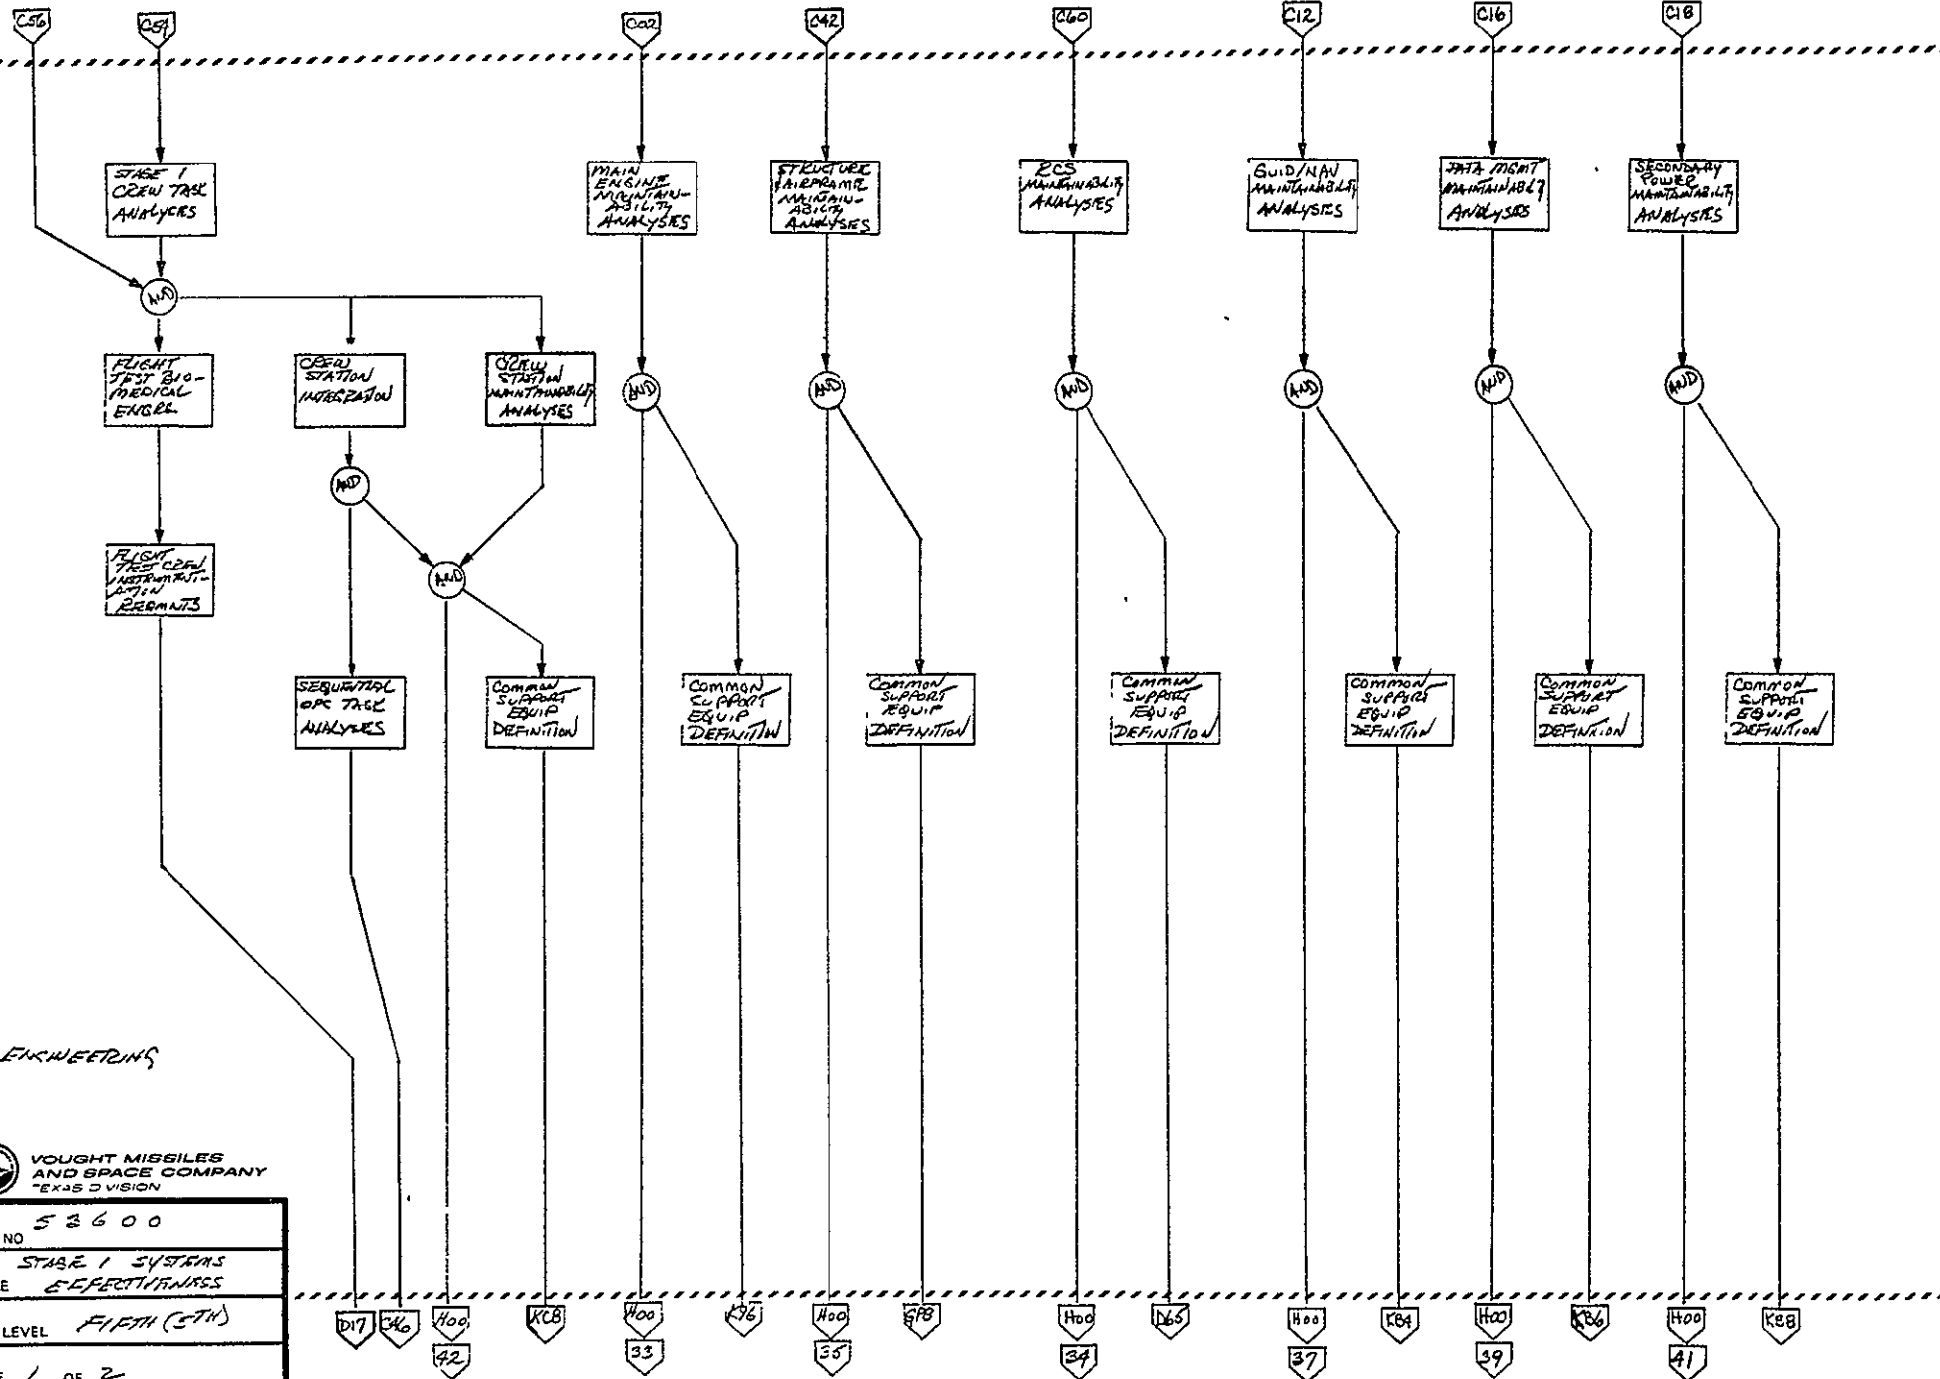 C56
C54
C02
C42
C60
C12
C16
C18
STAGE 1
CREW TASK
ANALYSES
MAIN
ENGINE
MAINTAIN-
ABILITY
ANALYSES
STRUCTURE
AIRFRAME
MAINTAIN-
ABILITY
ANALYSES
RCS
MAINTAINABILITY
ANALYSES
GUID/NAV
MAINTAINABILITY
ANALYSES
DATA MGMT
MAINTAINABILITY
ANALYSES
SECONDARY
POWER
MAINTAINABILITY
ANALYSES
AND
FLIGHT
TEST BIO-
MEDICAL
ENGRG
CREW
STATION
INTEGRATION
CREW
STATION
MAINTAINABILITY
ANALYSES
AND
AND
AND
AND
AND
AND
AND
AND
FLIGHT
TEST CREW
INSTRUMENT-
ATION
REQMNTS
SEQUENTIAL
OPS TASK
ANALYSES
COMMON
SUPPORT
EQUIP
DEFINITION
COMMON
SUPPORT
EQUIP
DEFINITION
COMMON
SUPPORT
EQUIP
DEFINITION
COMMON
SUPPORT
EQUIP
DEFINITION
COMMON
SUPPORT
EQUIP
DEFINITION
COMMON
SUPPORT
EQUIP
DEFINITION
COMMON
SUPPORT
EQUIP
DEFINITION
ENGINEERING
VOUGHT MISSILES
AND SPACE COMPANY
TEXAS DIVISION
NO 53600
STAGE 1 SYSTEMS
E EFFECTIVENESS
LEVEL FIFTH (5TH)
1 OF 2
D17
C46
H00
H00
K76
H00
H00
D65
H00
K84
H00
K86
H00
K88
42
33
35
34
37
39
41